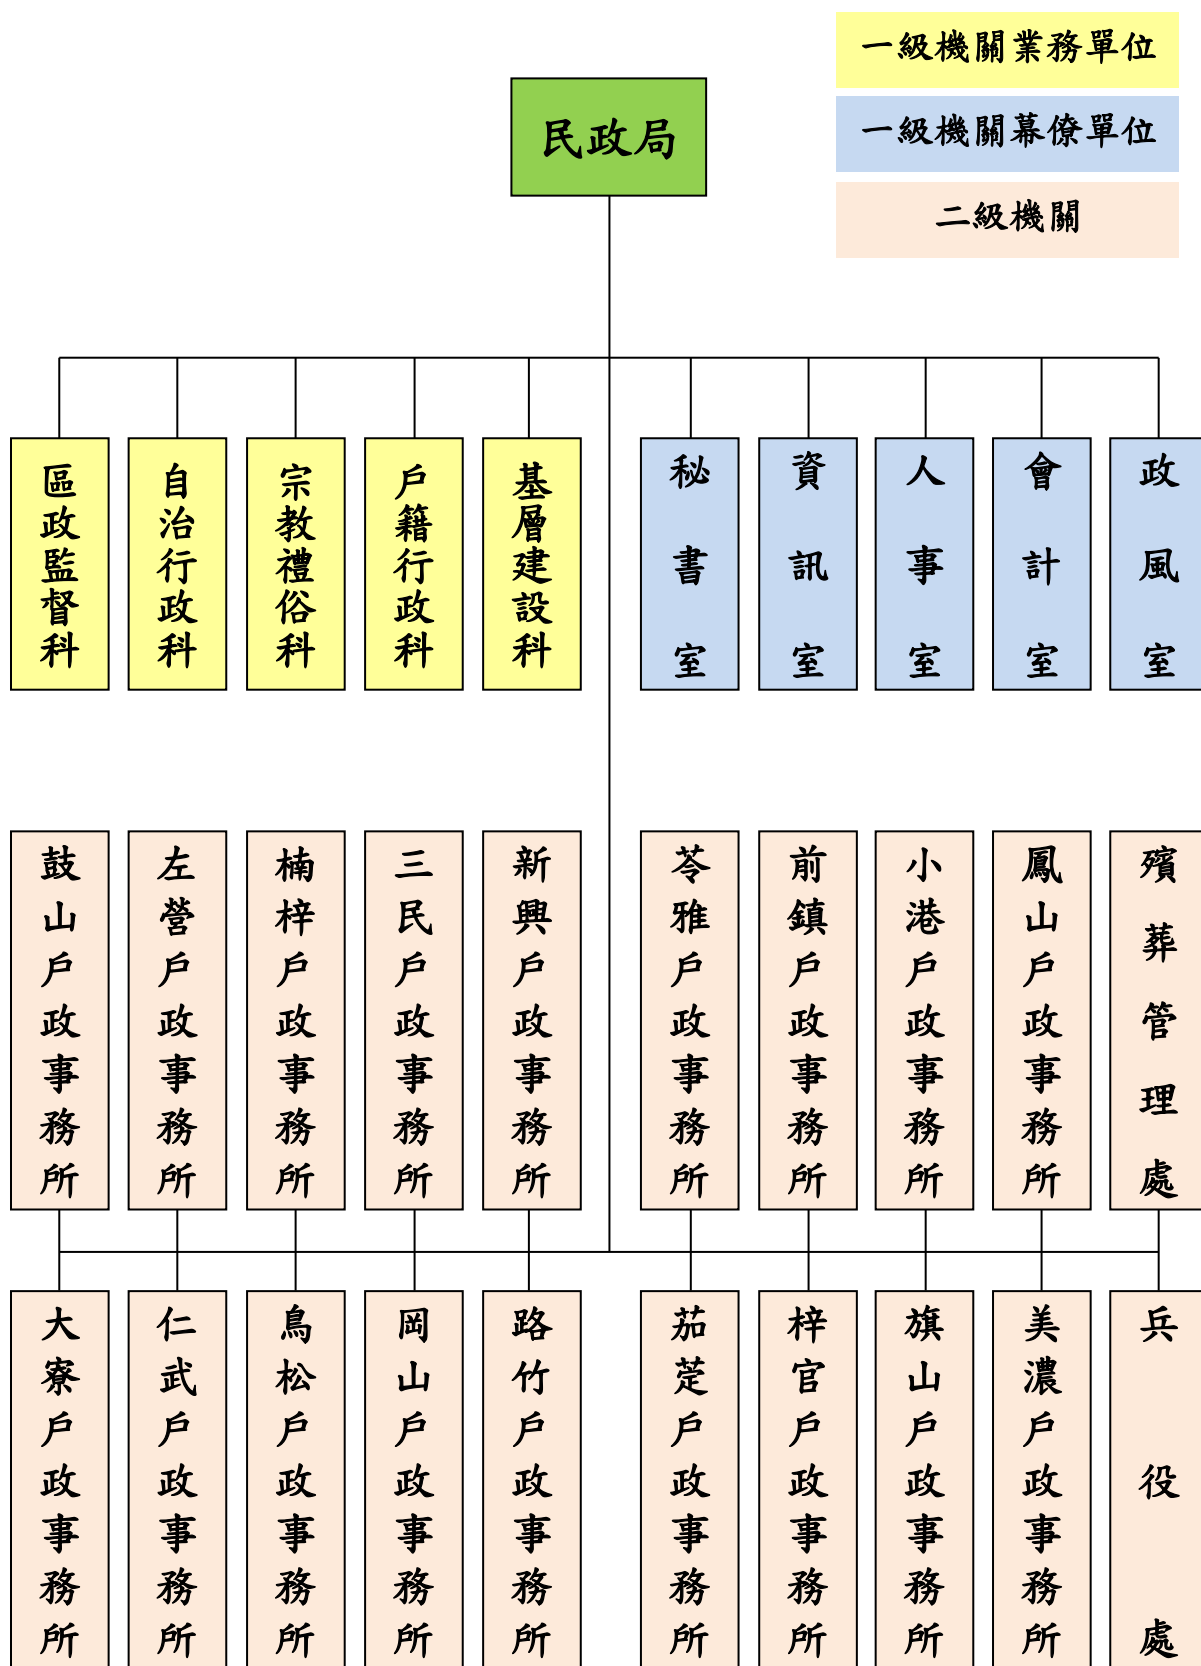 一級機關業務單位
一級機關幕僚單位
二級機關
民政局
區政監督科
自治行政科
宗教禮俗科
戶籍行政科
基層建設科
秘書室
資訊室
人事室
會計室
政風室
鼓山戶政事務所
左營戶政事務所
楠梓戶政事務所
三民戶政事務所
新興戶政事務所
苓雅戶政事務所
前鎮戶政事務所
小港戶政事務所
鳳山戶政事務所
殯葬管理處
大寮戶政事務所
仁武戶政事務所
鳥松戶政事務所
岡山戶政事務所
路竹戶政事務所
茄萣戶政事務所
梓官戶政事務所
旗山戶政事務所
美濃戶政事務所
兵役處